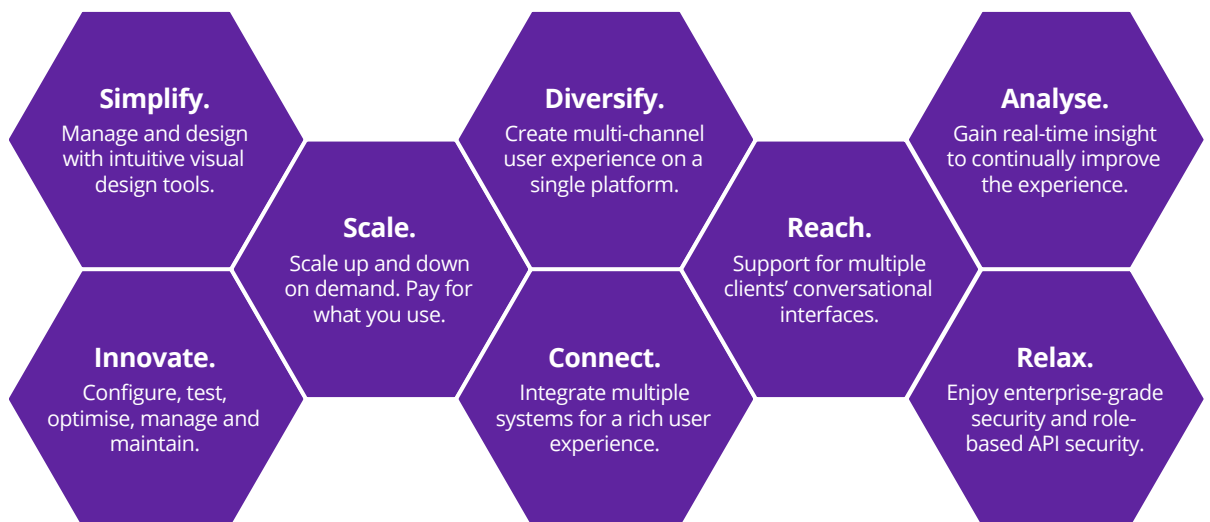 Simplify.
Manage and design
with intuitive visual
design tools.
Diversify.
Create multi-channel
user experience on a
single platform.
Analyse.
Gain real-time insight
to continually improve
the experience.
Scale.
Scale up and down
on demand. Pay for
what you use.
Reach.
Support for multiple
clients’ conversational
interfaces.
Innovate.
Configure, test,
optimise, manage and
maintain.
Connect.
Integrate multiple
systems for a rich user
experience.
Relax.
Enjoy enterprise-grade
security and role-
based API security.